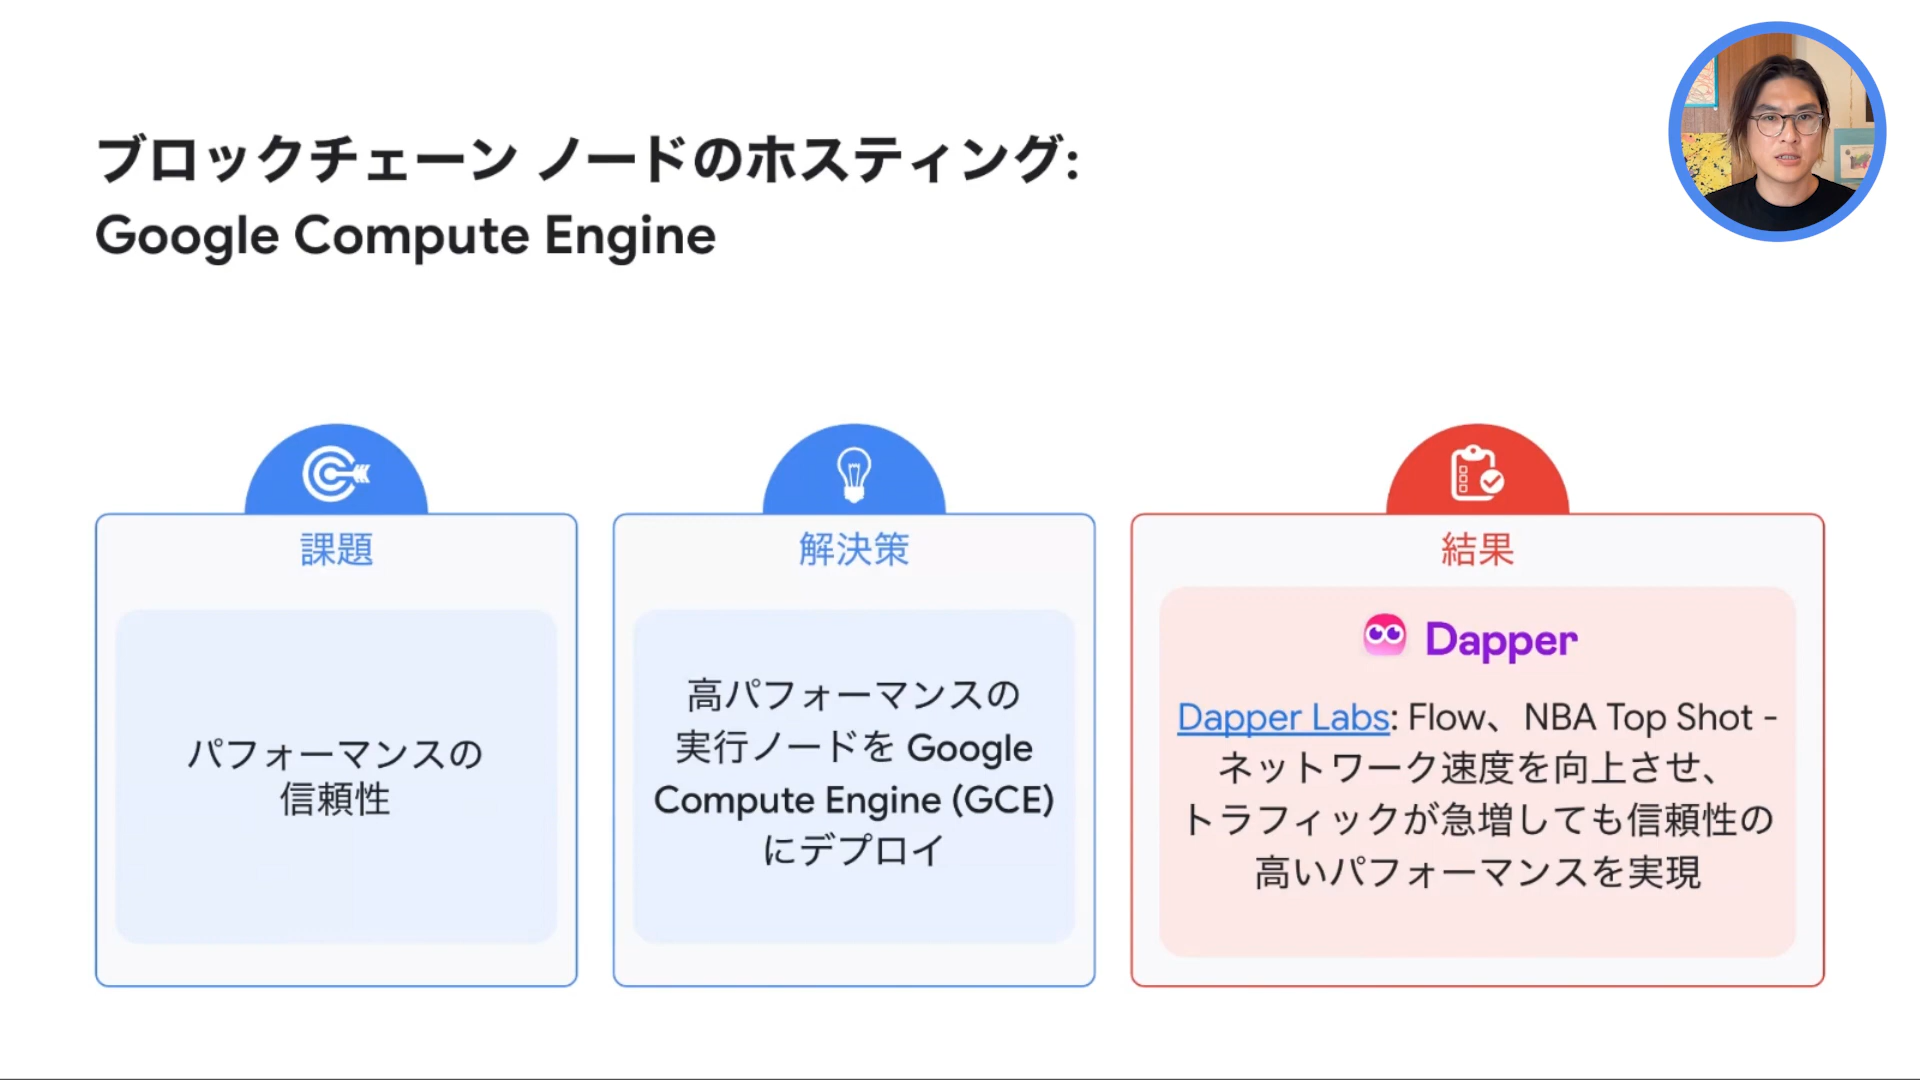 ブロックチェーン ノードのホスティング:
Google Compute Engine
課題
パフォーマンスの
信頼性
解決策
高パフォーマンスの
実行ノードを Google
Compute Engine (GCE)
にデプロイ
結果
Dapper
Dapper Labs: Flow、NBA Top Shot -
ネットワーク速度を向上させ、
トラフィックが急増しても信頼性の
高いパフォーマンスを実現